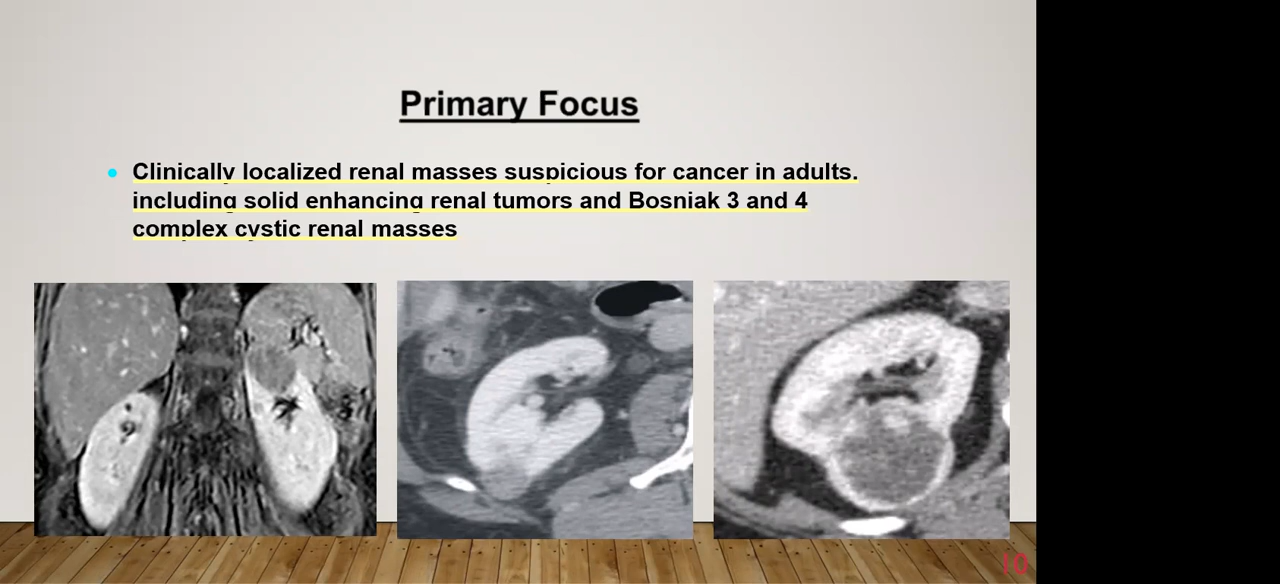 Primary Focus
Clinically localized renal masses suspicious for cancer in adults.
including solid enhancing renal tumors and Bosniak 3 and 4
complex cystic renal masses
10